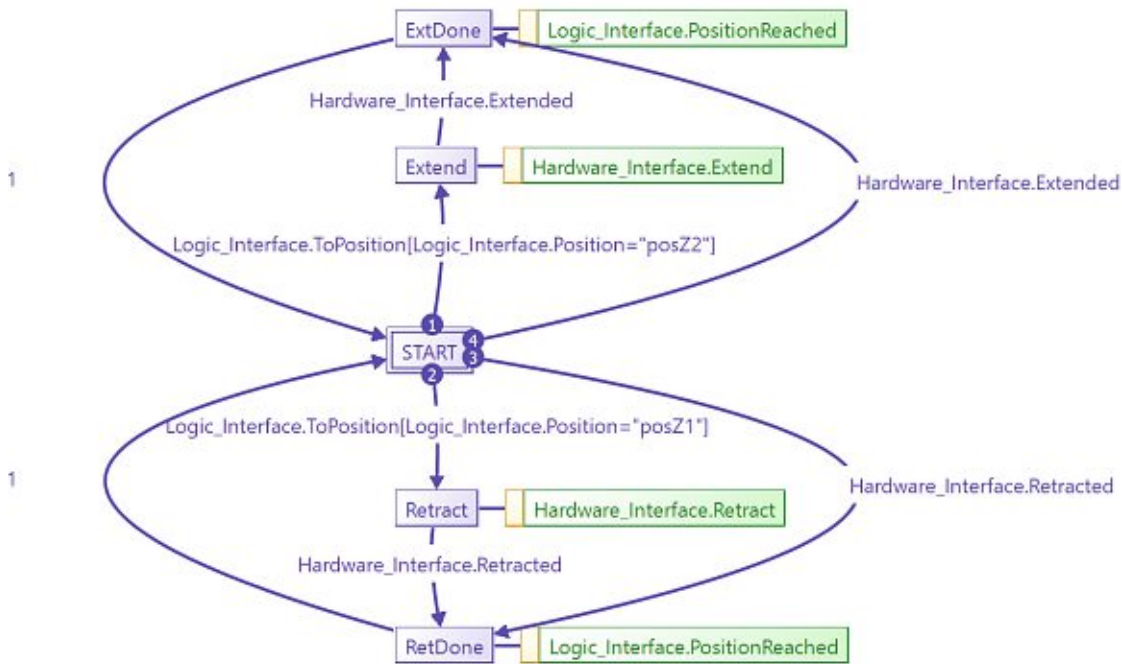 ExtDone Logic_Interface.PositionReached
Hardware_Interface.Extended
Extend Hardware_Interface.Extend
1
Hardware_Interface.Extended
Logic_Interface.ToPosition[Logic_Interface.Position="posZ2"]
1
4
START
3
2
Logic_Interface.ToPosition[Logic_Interface.Position="posZ1"]
1
Hardware_Interface.Retracted
Retract Hardware_Interface.Retract
Hardware_Interface.Retracted
RetDone Logic_Interface.PositionReached